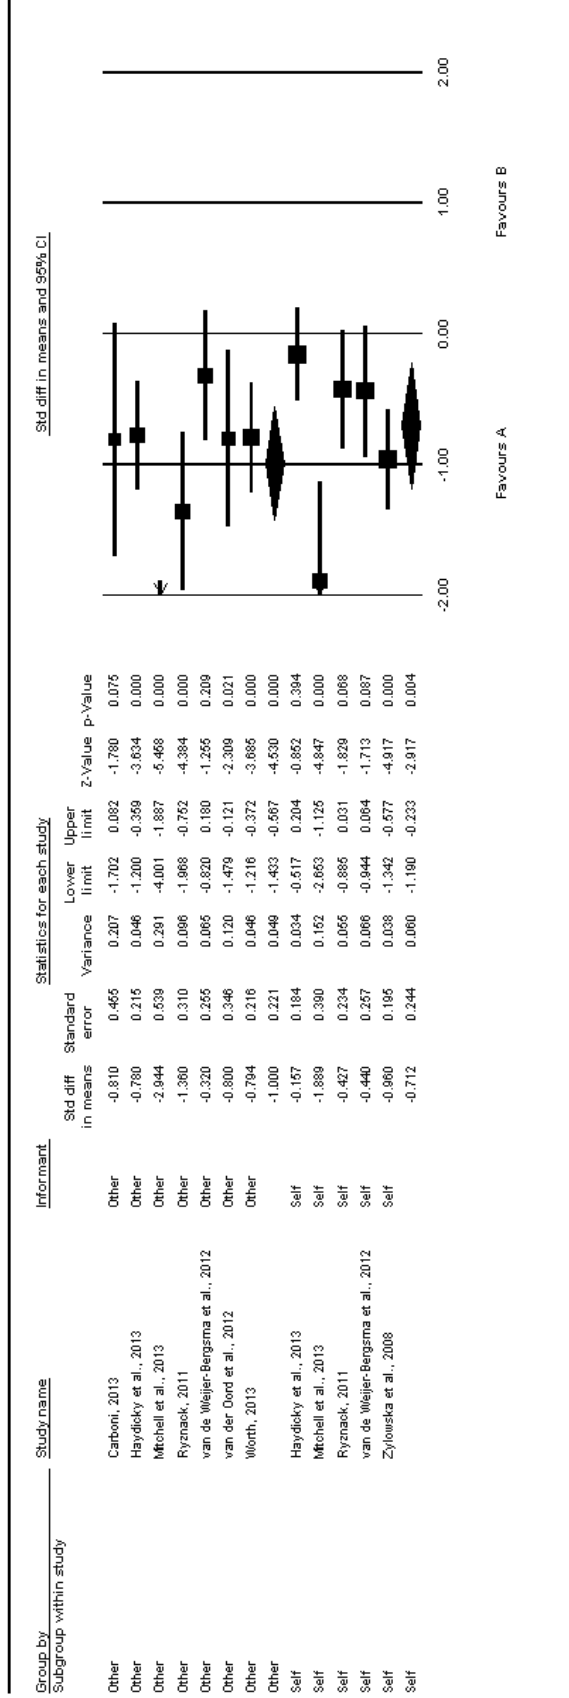 Group by Study name Informant Statistics for each study Std diff in means and 95% CI
Subgroup within study
Std diff Standard Lower Upper
in means error Variance limit limit Z-Value p-Value
Other Carboni, 2013 Other -0.810 0.455 0.207 -1.702 0.082 -1.780 0.075
Other Haydicky et al., 2013 Other -0.780 0.215 0.046 -1.200 -0.359 -3.634 0.000
Other Mitchell et al., 2013 Other -2.944 0.539 0.291 -4.001 -1.887 -5.458 0.000
Other Ryznack, 2011 Other -1.360 0.310 0.096 -1.968 -0.752 -4.384 0.000
Other van de Weijer-Bergsma et al., 2012 Other -0.320 0.255 0.065 -0.820 0.180 -1.255 0.209
Other van der Oord et al., 2012 Other -0.800 0.346 0.120 -1.479 -0.121 -2.309 0.021
Other Worth, 2013 Other -0.794 0.216 0.046 -1.216 -0.372 -3.685 0.000
Other -1.000 0.221 0.049 -1.433 -0.567 -4.530 0.000
Self Haydicky et al., 2013 Self -0.157 0.184 0.034 -0.517 0.204 -0.852 0.394
Self Mitchell et al., 2013 Self -1.889 0.390 0.152 -2.653 -1.125 -4.847 0.000
Self Ryznack, 2011 Self -0.427 0.234 0.055 -0.885 0.031 -1.829 0.068
Self van de Weijer-Bergsma et al., 2012 Self -0.440 0.257 0.066 -0.944 0.064 -1.713 0.087
Self Zylowska et al., 2008 Self -0.960 0.195 0.038 -1.342 -0.577 -4.917 0.000
Self -0.712 0.244 0.060 -1.190 -0.233 -2.917 0.004
-2.00 -1.00 0.00 1.00 2.00
Favours A Favours B